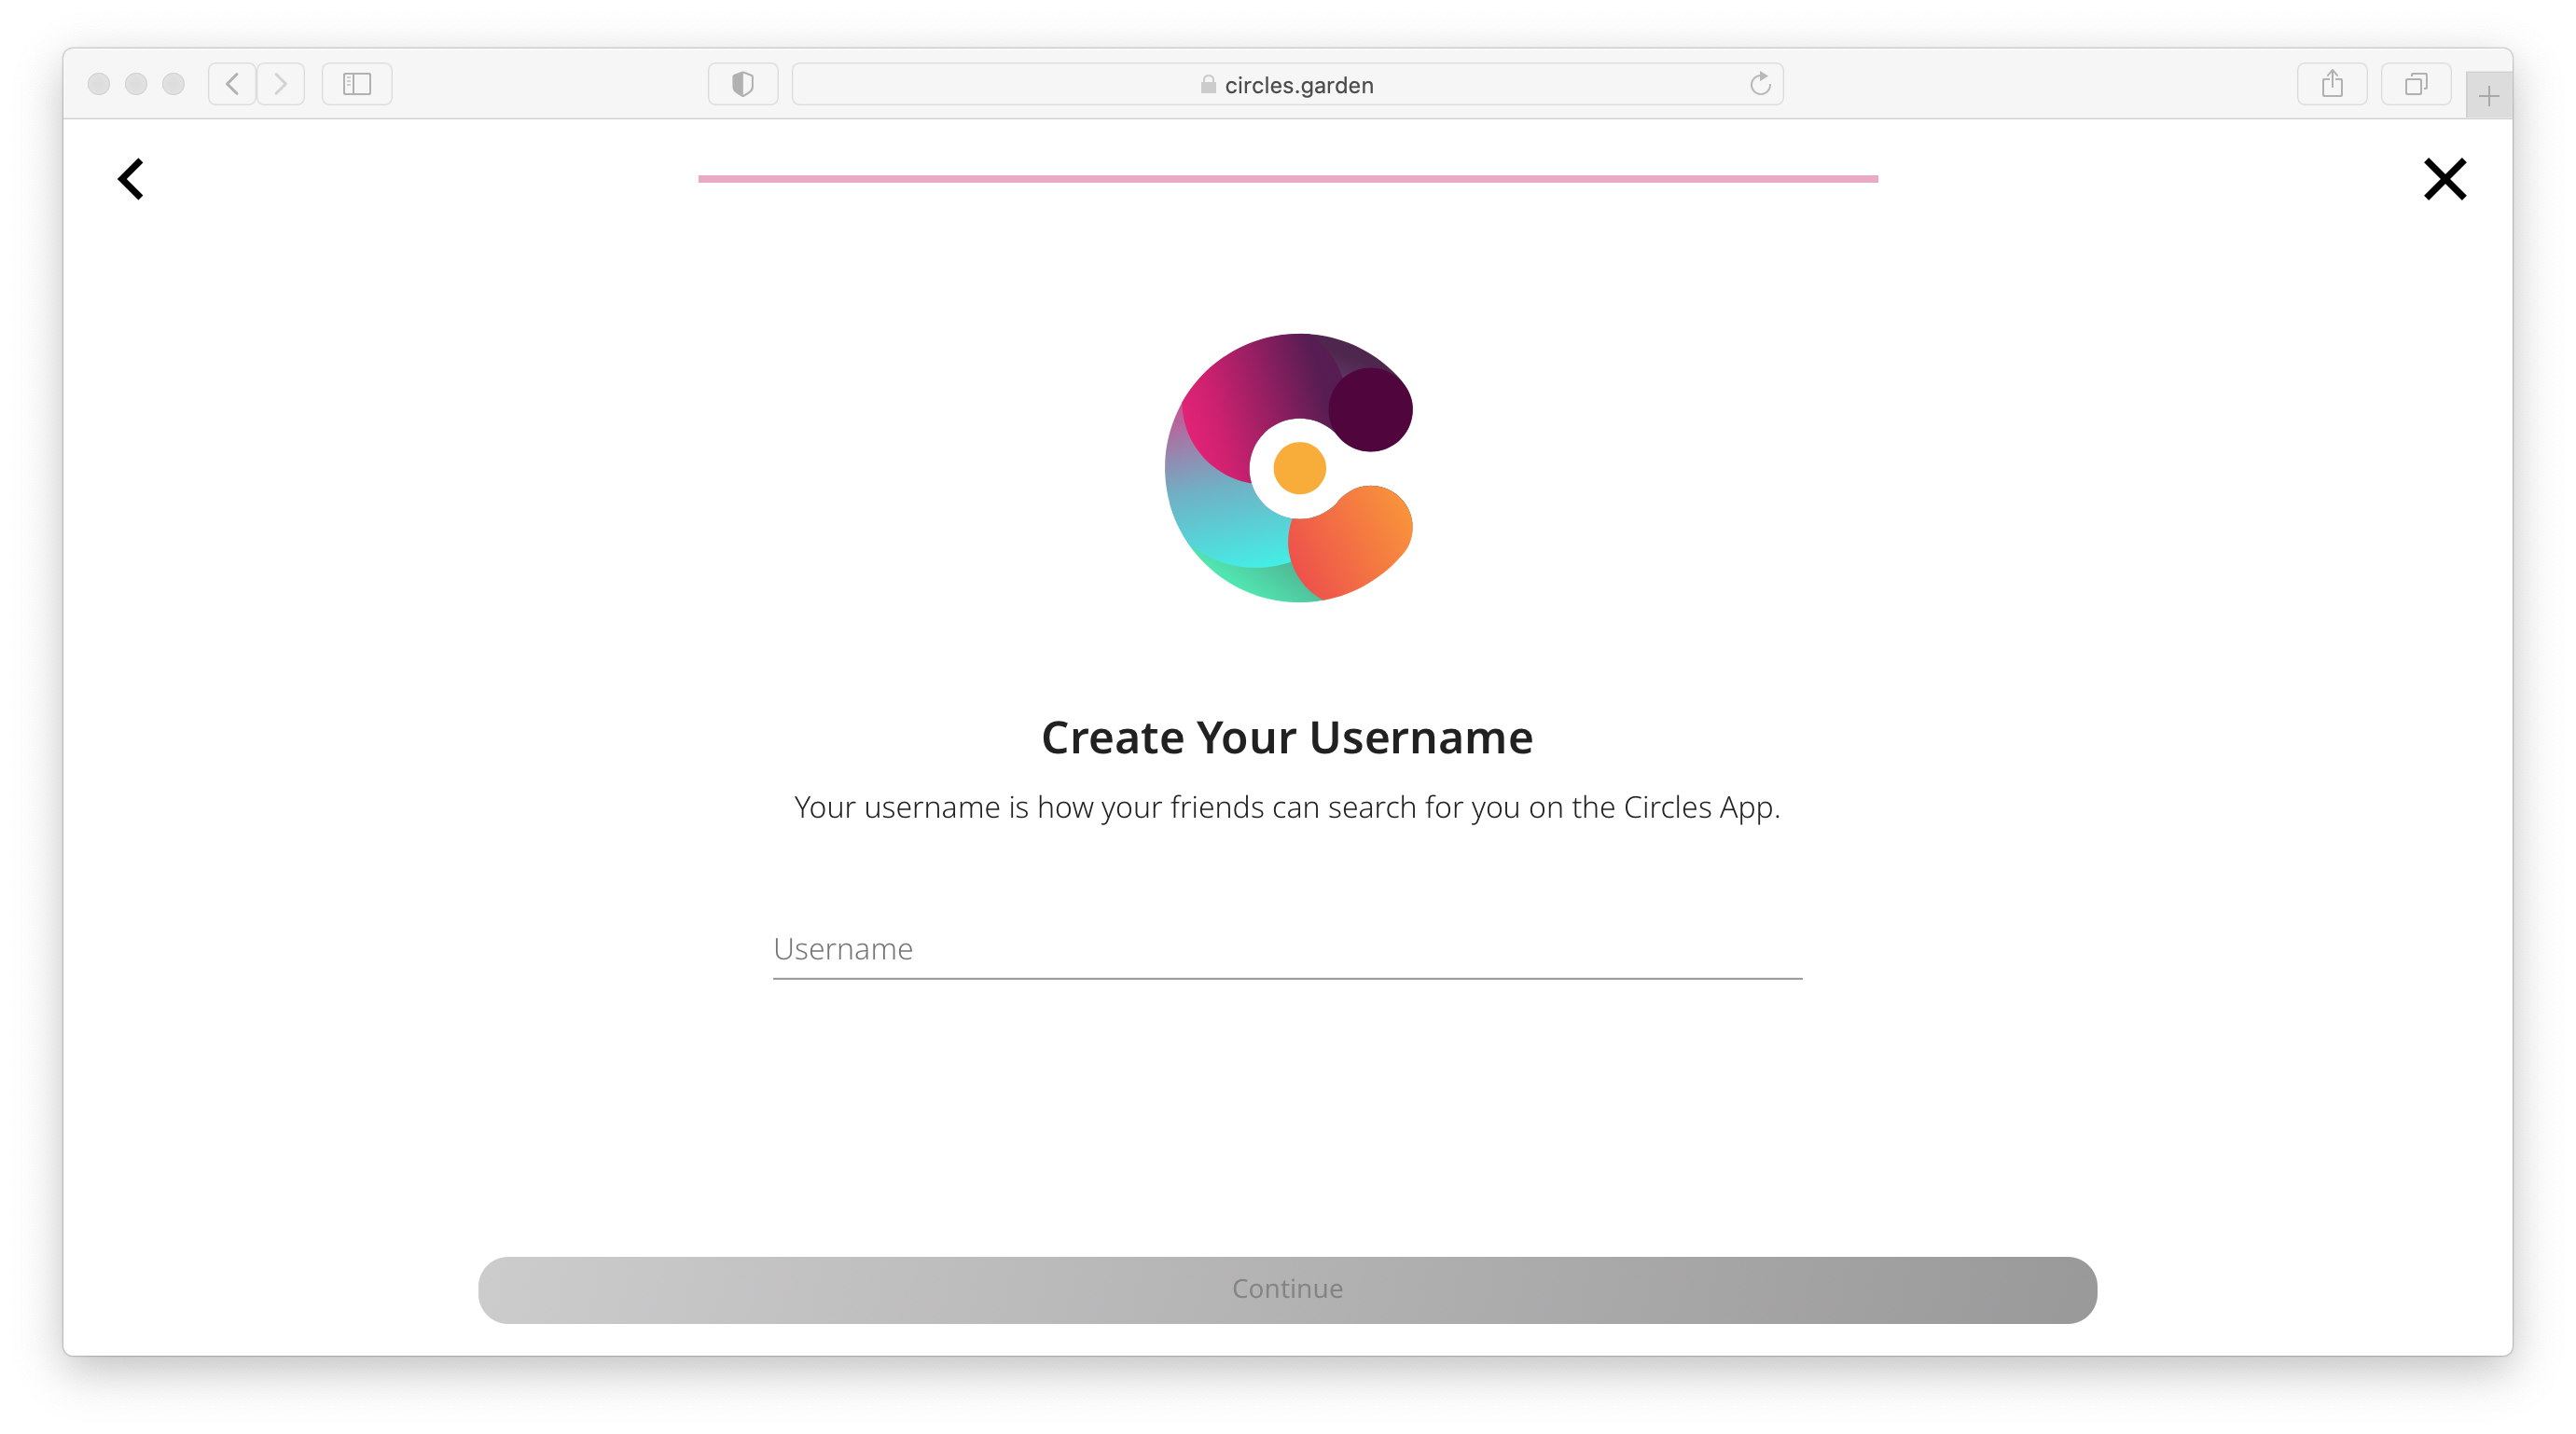 circles.garden
Create Your Username
Your username is how your friends can search for you on the Circles App.
Username
Continue